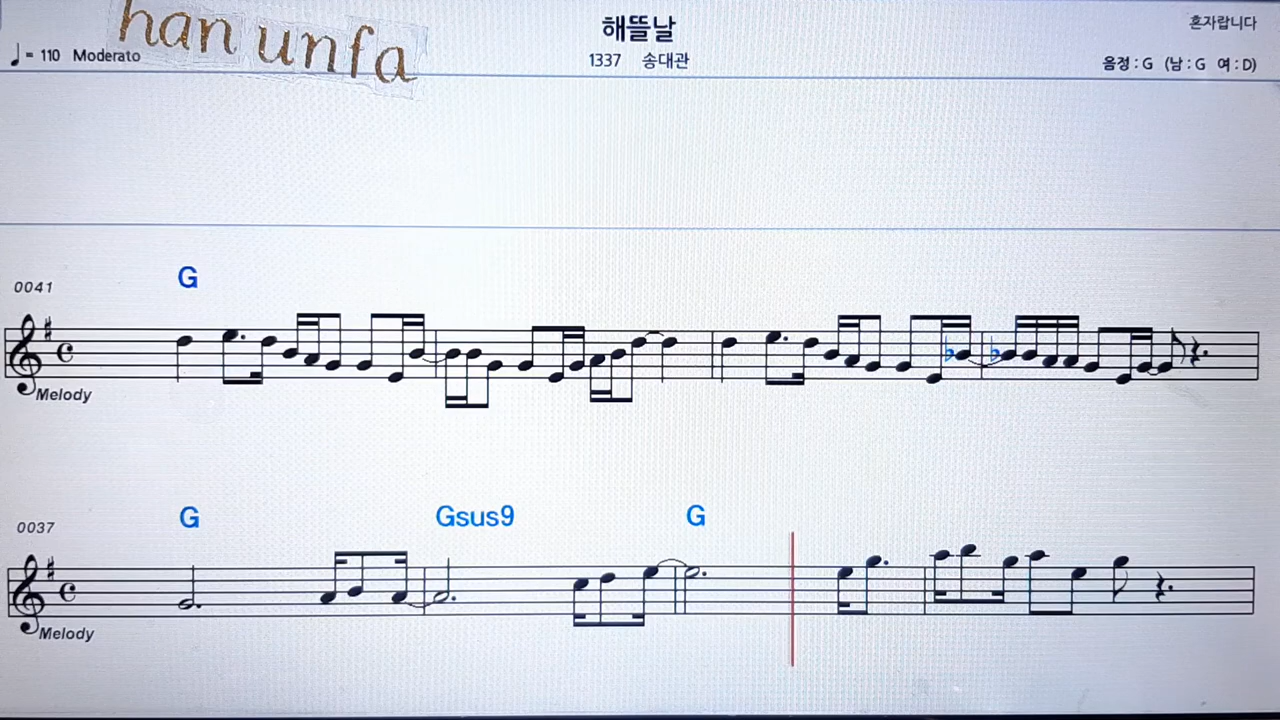 han unfa
해뜰날
혼자랍니다
♩= 110 Moderato
1337 송대관
음정 : G (남 : G 여 : D)
G
0041
Melody
G Gsus9 G
0037
Melody